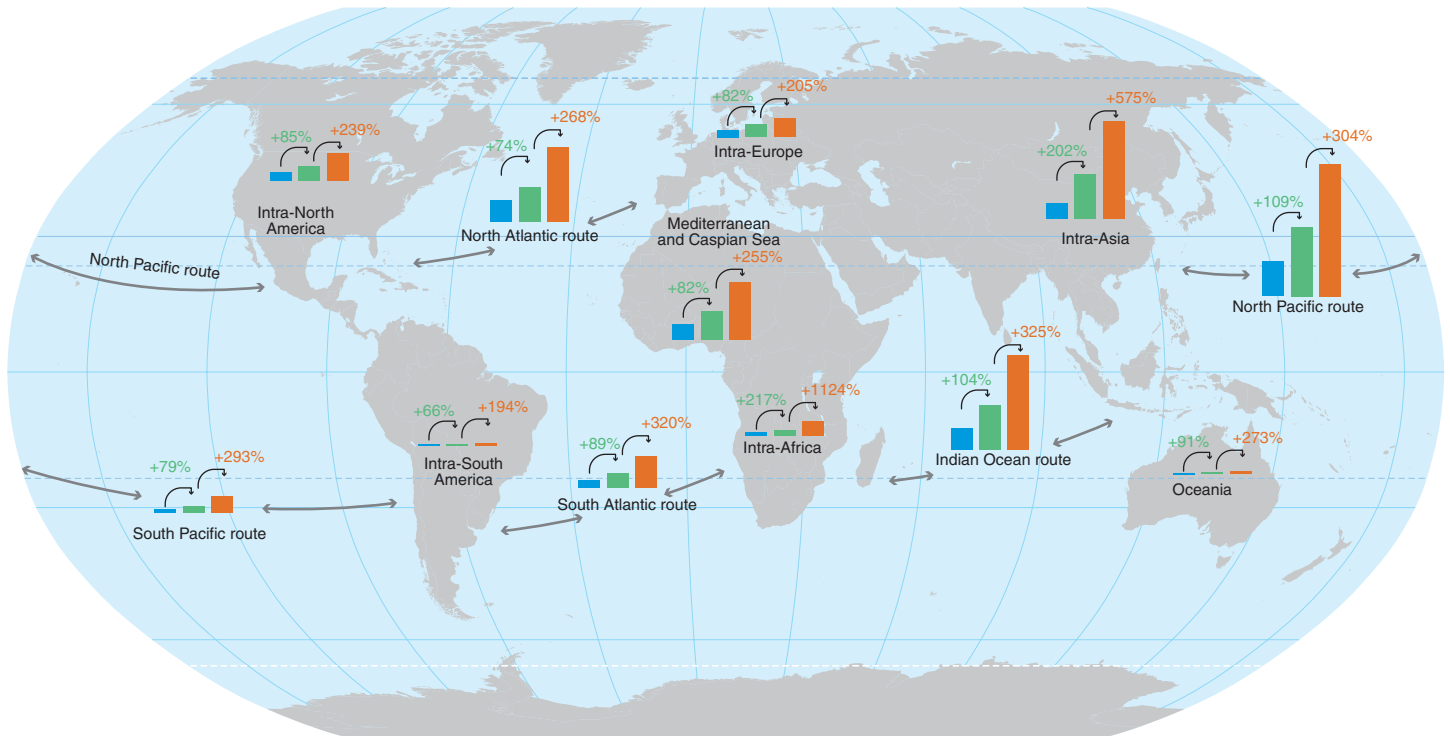 +82%
+205%
Intra-Europe
+85%
+239%
Intra-North
America
+74%
+268%
North Atlantic route
+202%
+575%
Intra-Asia
+109%
+304%
North Pacific route
North Pacific route
Mediterranean
and Caspian Sea
+82%
+255%
+104%
+325%
Indian Ocean route
+217%
+1124%
Intra-Africa
+66%
+194%
Intra-South
America
+89%
+320%
South Atlantic route
+91%
+273%
Oceania
+79%
+293%
South Pacific route